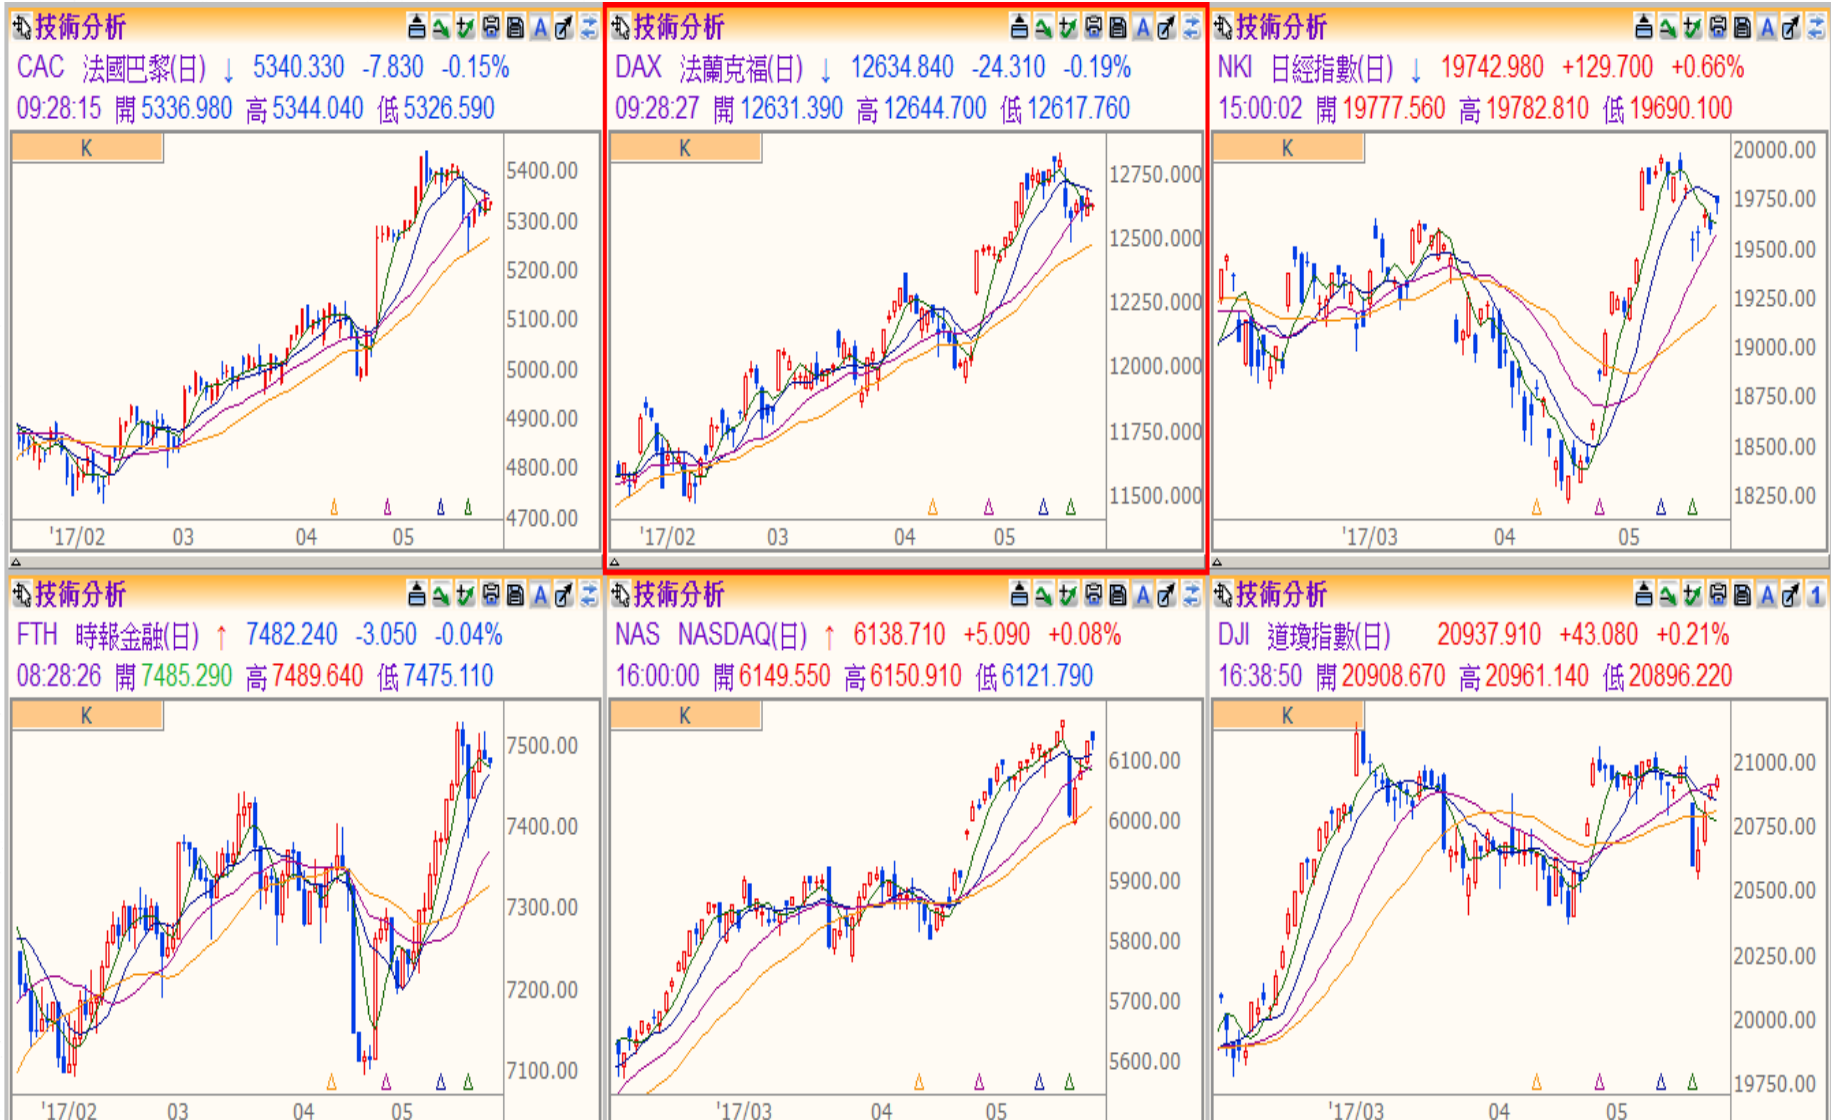 技術分析 A
CAC 法國巴黎(日) ↓ 5340.330 -7.830 -0.15%
09:28:15 開 5336.980 高 5344.040 低 5326.590
K
5400.00
5300.00
5200.00
5100.00
5000.00
4900.00
4800.00
4700.00
'17/02 03 04 05
技術分析 A
DAX 法蘭克福(日) ↓ 12634.840 -24.310 -0.19%
09:28:27 開 12631.390 高 12644.700 低 12617.760
K
12750.000
12500.000
12250.000
12000.000
11750.000
11500.000
'17/02 03 04 05
技術分析 A
NKI 日經指數(日) ↓ 19742.980 +129.700 +0.66%
15:00:02 開 19777.560 高 19782.810 低 19690.100
K
20000.00
19750.00
19500.00
19250.00
19000.00
18750.00
18500.00
18250.00
'17/03 04 05
技術分析 A
FTH 時報金融(日) ↑ 7482.240 -3.050 -0.04%
08:28:26 開 7485.290 高 7489.640 低 7475.110
K
7500.00
7400.00
7300.00
7200.00
7100.00
'17/02 03 04 05
技術分析 A
NAS NASDAQ(日) ↑ 6138.710 +5.090 +0.08%
16:00:00 開 6149.550 高 6150.910 低 6121.790
K
6100.00
6000.00
5900.00
5800.00
5700.00
5600.00
'17/03 04 05
技術分析 A 1
DJI 道瓊指數(日) 20937.910 +43.080 +0.21%
16:38:50 開 20908.670 高 20961.140 低 20896.220
K
21000.00
20750.00
20500.00
20250.00
20000.00
19750.00
'17/03 04 05